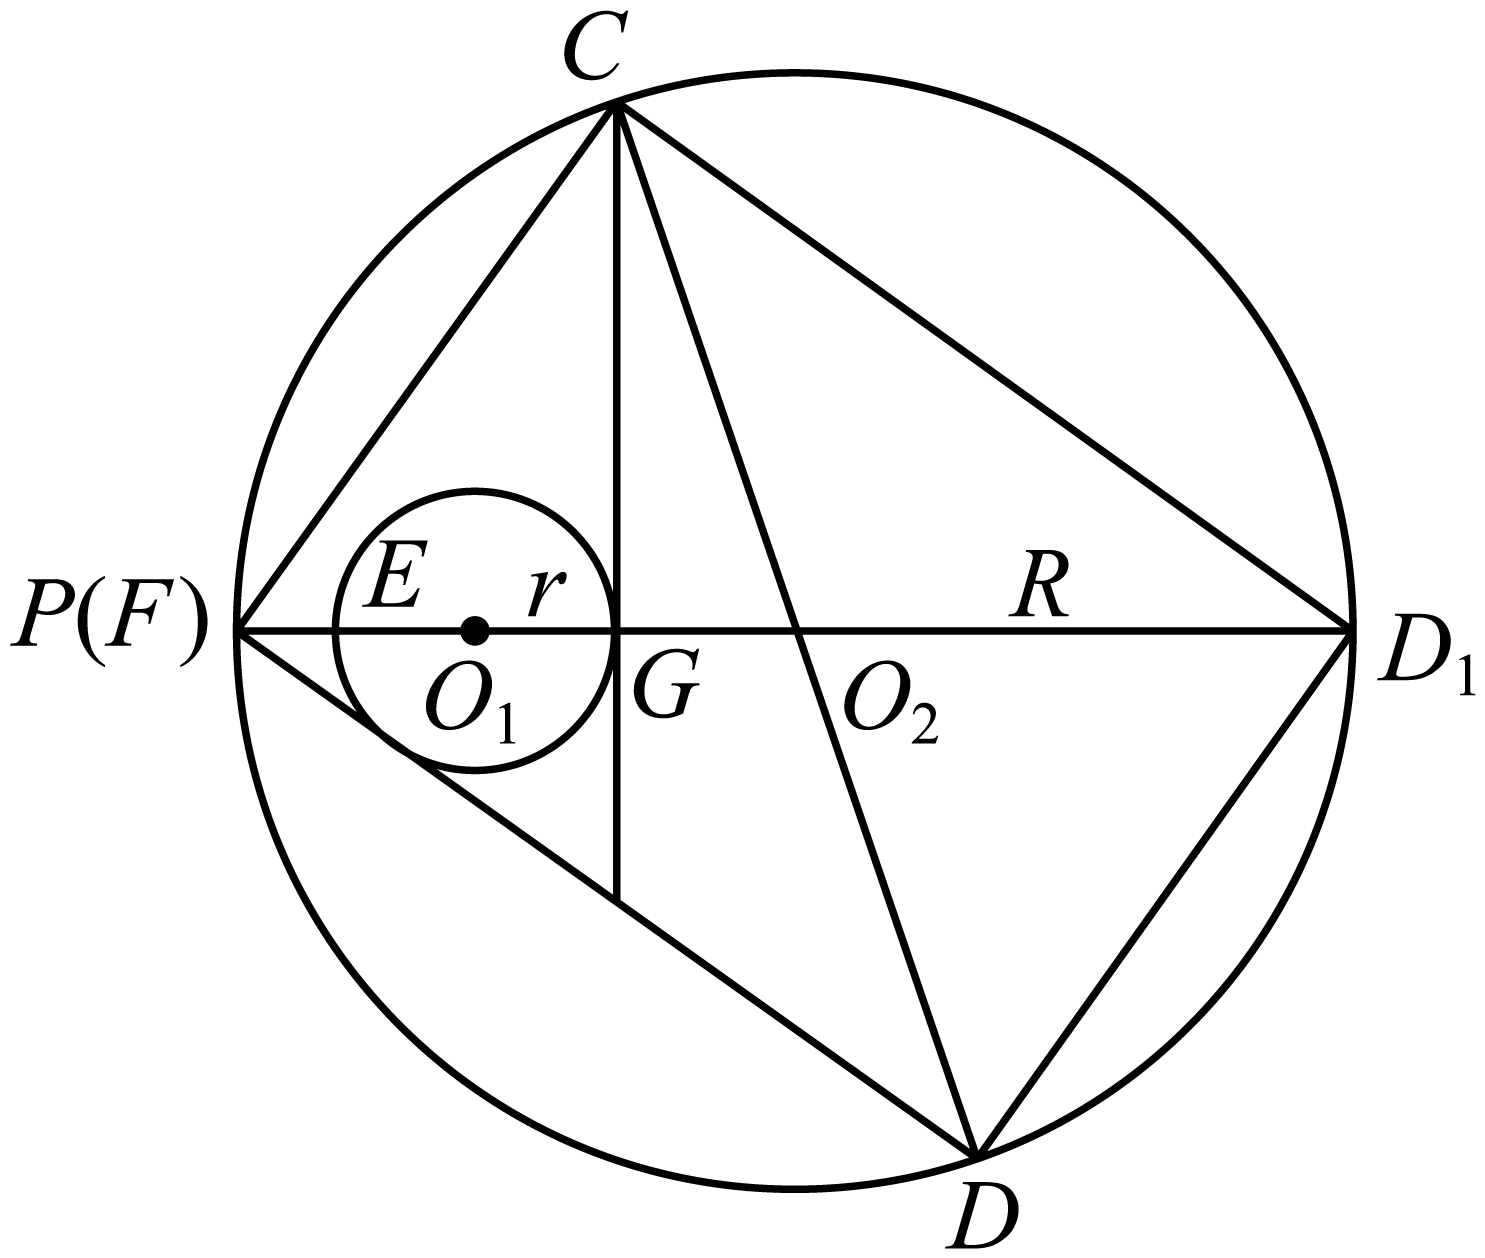 C
E r R
P(F) D₁
O₁ G O₂
D